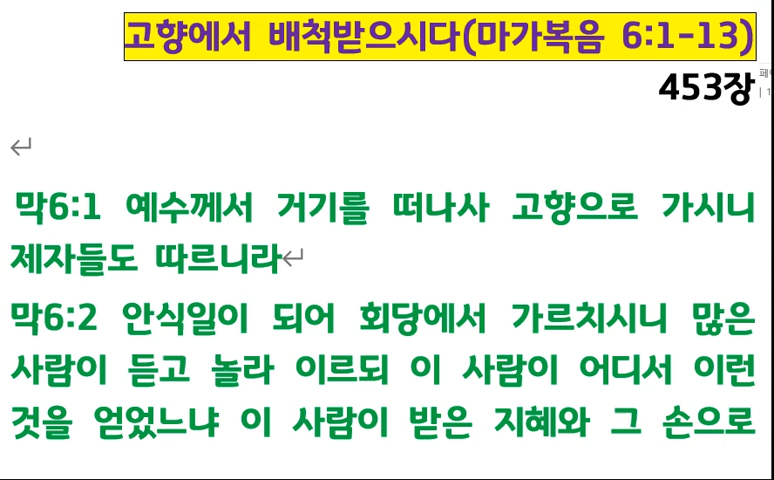 고향에서 배척받으시다(마가복음 6:1-13)
453장
막6:1 예수께서 거기를 떠나사 고향으로 가시니
제자들도 따르니라
막6:2 안식일이 되어 회당에서 가르치시니 많은
사람이 듣고 놀라 이르되 이 사람이 어디서 이런
것을 얻었느냐 이 사람이 받은 지혜와 그 손으로